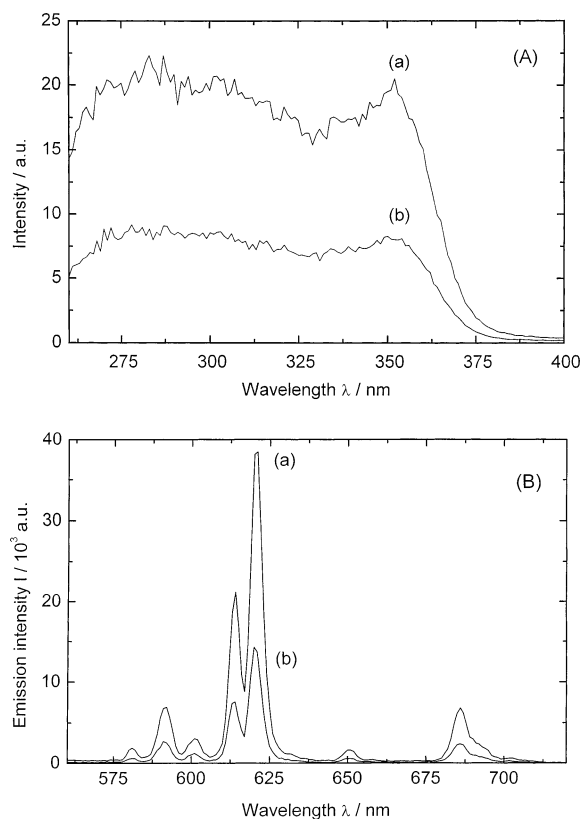 25
20
15
10
5
0
Intensity / a.u.
(A)
(a)
(b)
275
300
325
350
375
400
Wavelength λ / nm
40
30
20
10
0
Emission intensity I / 10³ a.u.
(B)
(a)
(b)
575
600
625
650
675
700
Wavelength λ / nm